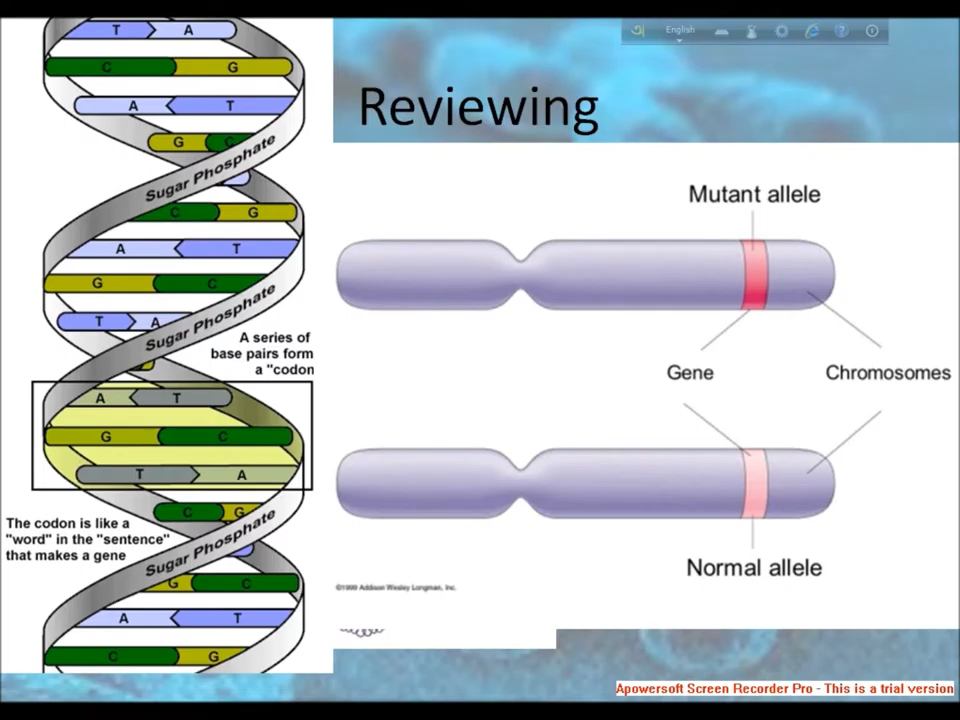 English
Reviewing
T A
C G
A T
G C
Sugar Phosphate
C G
A T
G C
T A
Sugar Phosphate
A series of
base pairs form
a "codon
A T
G C
T A
C G
The codon is like a
"word" in the "sentence"
that makes a gene
Sugar Phosphate
G C
A T
C G
Mutant allele
Gene
Chromosomes
Normal allele
©1999 Addison Wesley Longman, Inc.
Apowersoft Screen Recorder Pro - This is a trial version